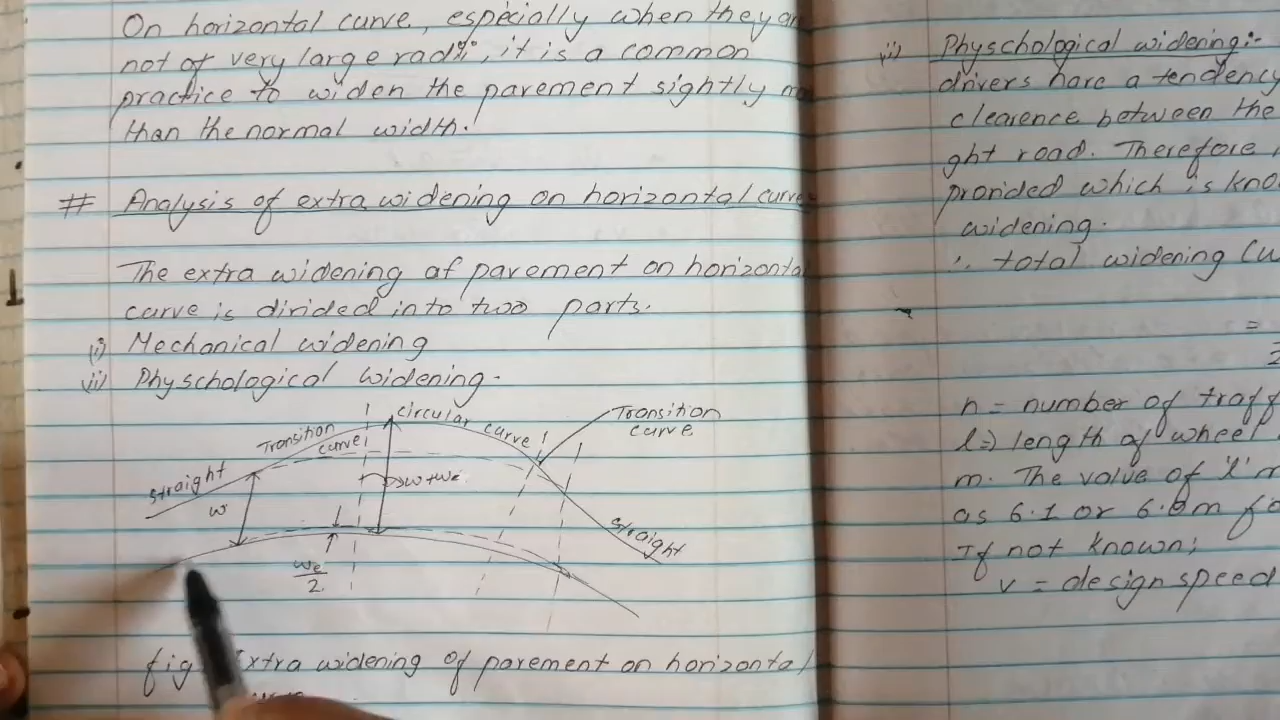 On horizontal curve, especially when they
not of very large radii, it is a common
practice to widen the pavement sightly
than the normal width.
# Analysis of extra widening on horizontal curve
The extra widening of pavement on horizontal
curve is divided into two parts.
(i) Mechanical widening
(ii) Physchological widening.
circular curve
Transition
curve
Transition
curve
straight
w
w+we
we
2
straight
fig Extra widening of pavement on horizontal
ii) Physchological widening:-
drivers have a tendency
clearence between the
ght road. Therefore
provided which is kno
widening.
∴ total widening (w
=
2
n = number of traff
l => length of wheel
m. The value of 'l' m
as 6.1 or 6.0m fo
If not known;
v = design speed